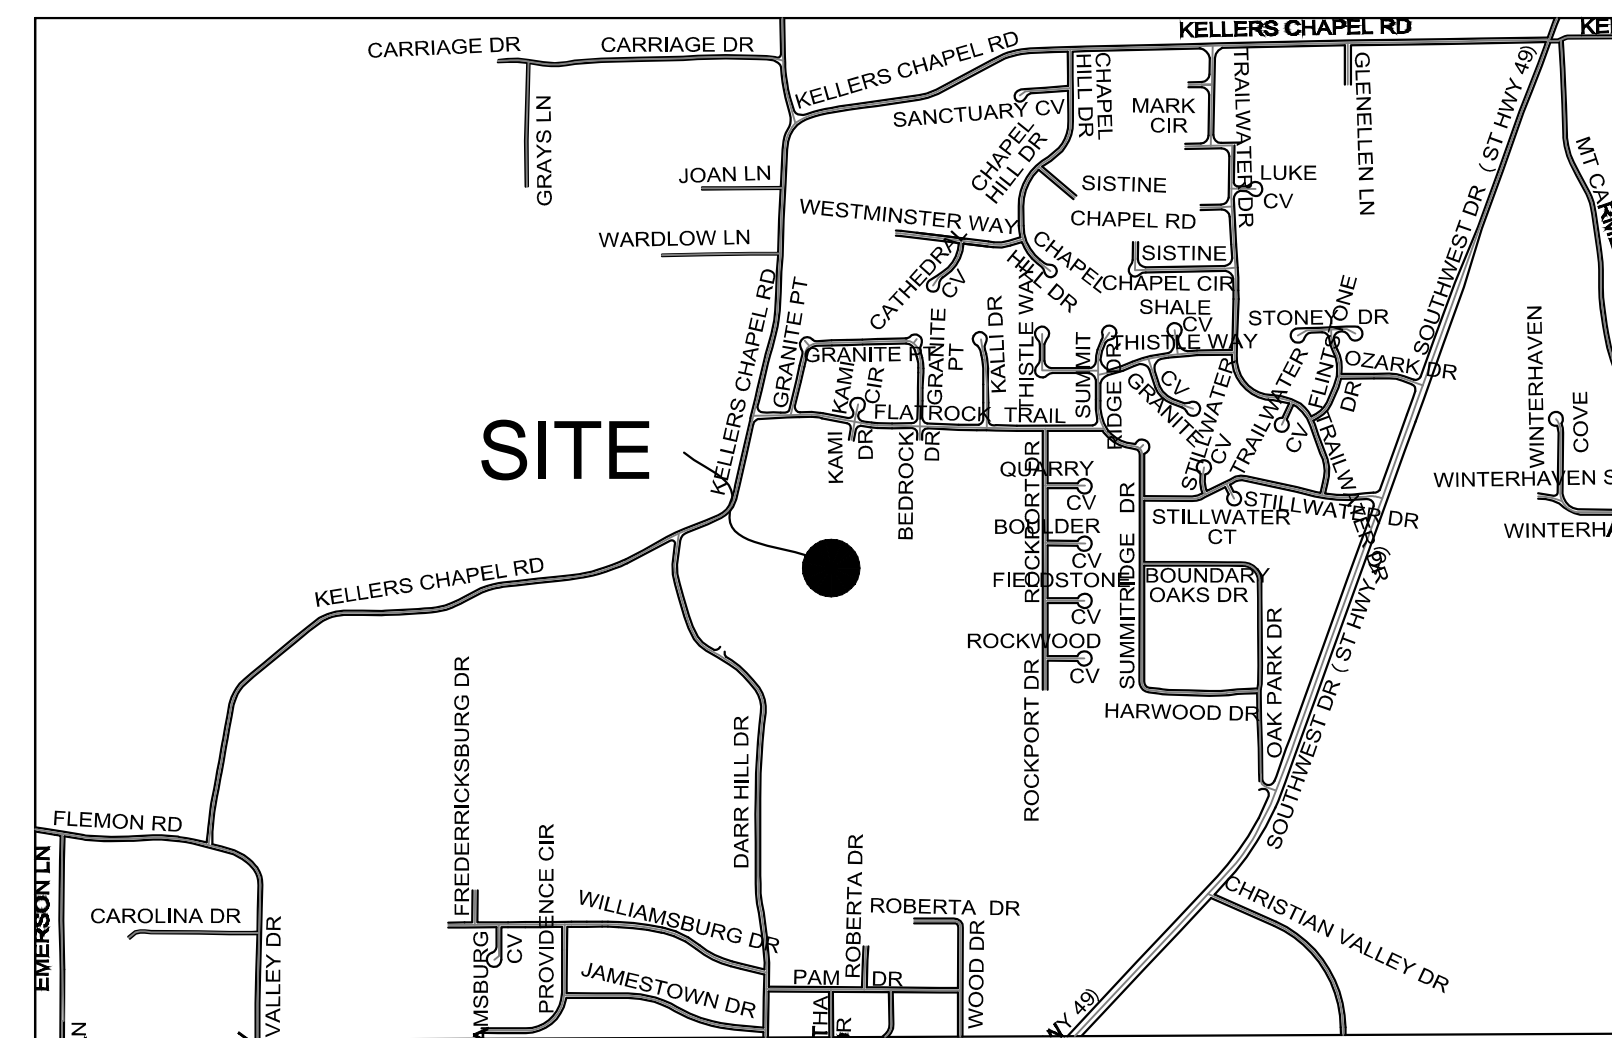 KELLERS CHAPEL RD
CARRIAGE DR
CARRIAGE DR
KELLERS CHAPEL RD
GRAYS LN
JOAN LN
WARDLOW LN
SANCTUARY CV
CHAPEL
HILL DR
CHAPEL
HILL DR
MARK
CIR
TRAILWATER DR
GLENELLEN LN
LUKE
CV
SISTINE
CHAPEL RD
SISTINE
CHAPEL CIR
WESTMINSTER WAY
CATHEDRAL
CV
CHAPEL
HILL DR
SOUTHWEST DR ( ST HWY 49)
SHALE
CV
THISTLE WAY
THISTLE WAY
STONEY DR
FLINTSTONE
DR
OZARK DR
KELLERS CHAPEL RD
GRANITE PT
GRANITE PT
GRANITE
PT
KAMI
CIR
KALLI DR
SUMMIT
RIDGE DR
GRANITE
CV
STILLWATER
CV
TRAILWATER
CV
TRAILWATER DR
FLATROCK TRAIL
KAMI
DR
BEDROCK
DR
SITE
ROCKPORT DR
QUARRY
CV
BOULDER
CV
FIELDSTONE
CV
ROCKWOOD
CV
ROCKPORT DR
SUMMITRIDGE DR
STILLWATER
CT
STILLWATER DR
BOUNDARY
OAKS DR
OAK PARK DR
HARWOOD DR
SOUTHWEST DR ( ST HWY 49)
WINTERHAVEN
COVE
WINTERHAVEN S
WINTERHA
KELLERS CHAPEL RD
FREDERRICKSBURG DR
DARR HILL DR
FLEMON RD
EMERSON LN
CAROLINA DR
VALLEY DR
LN
PROVIDENCE CIR
WILLIAMSBURG DR
AMSBURG
CV
JAMESTOWN DR
ROBERTA DR
ROBERTA DR
PAM DR
WOOD DR
THA
DR
CHRISTIAN VALLEY DR
WY 49)